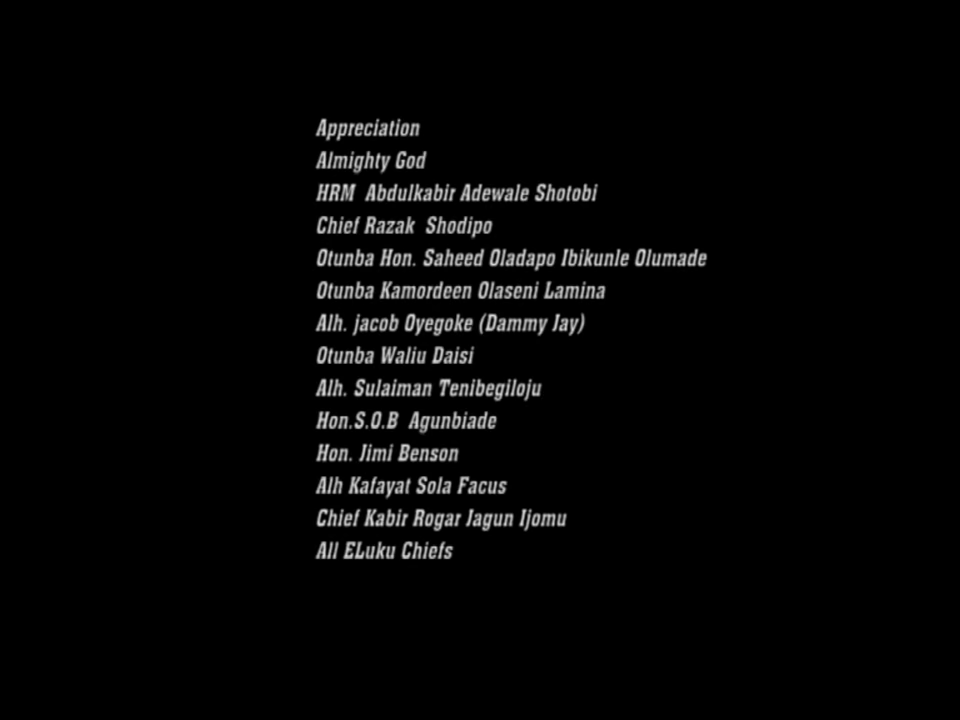 Appreciation
Almighty God
HRM  Abdulkabir Adewale Shotobi
Chief Razak  Shodipo
Otunba Hon. Saheed Oladapo Ibikunle Olumade
Otunba Kamordeen Olaseni Lamina
Alh. jacob Oyegoke (Dammy Jay)
Otunba Waliu Daisi
Alh. Sulaiman Tenibegiloju
Hon.S.O.B  Agunbiade
Hon. Jimi Benson
Alh Kafayat Sola Facus
Chief Kabir Rogar Jagun Ijomu
All ELuku Chiefs